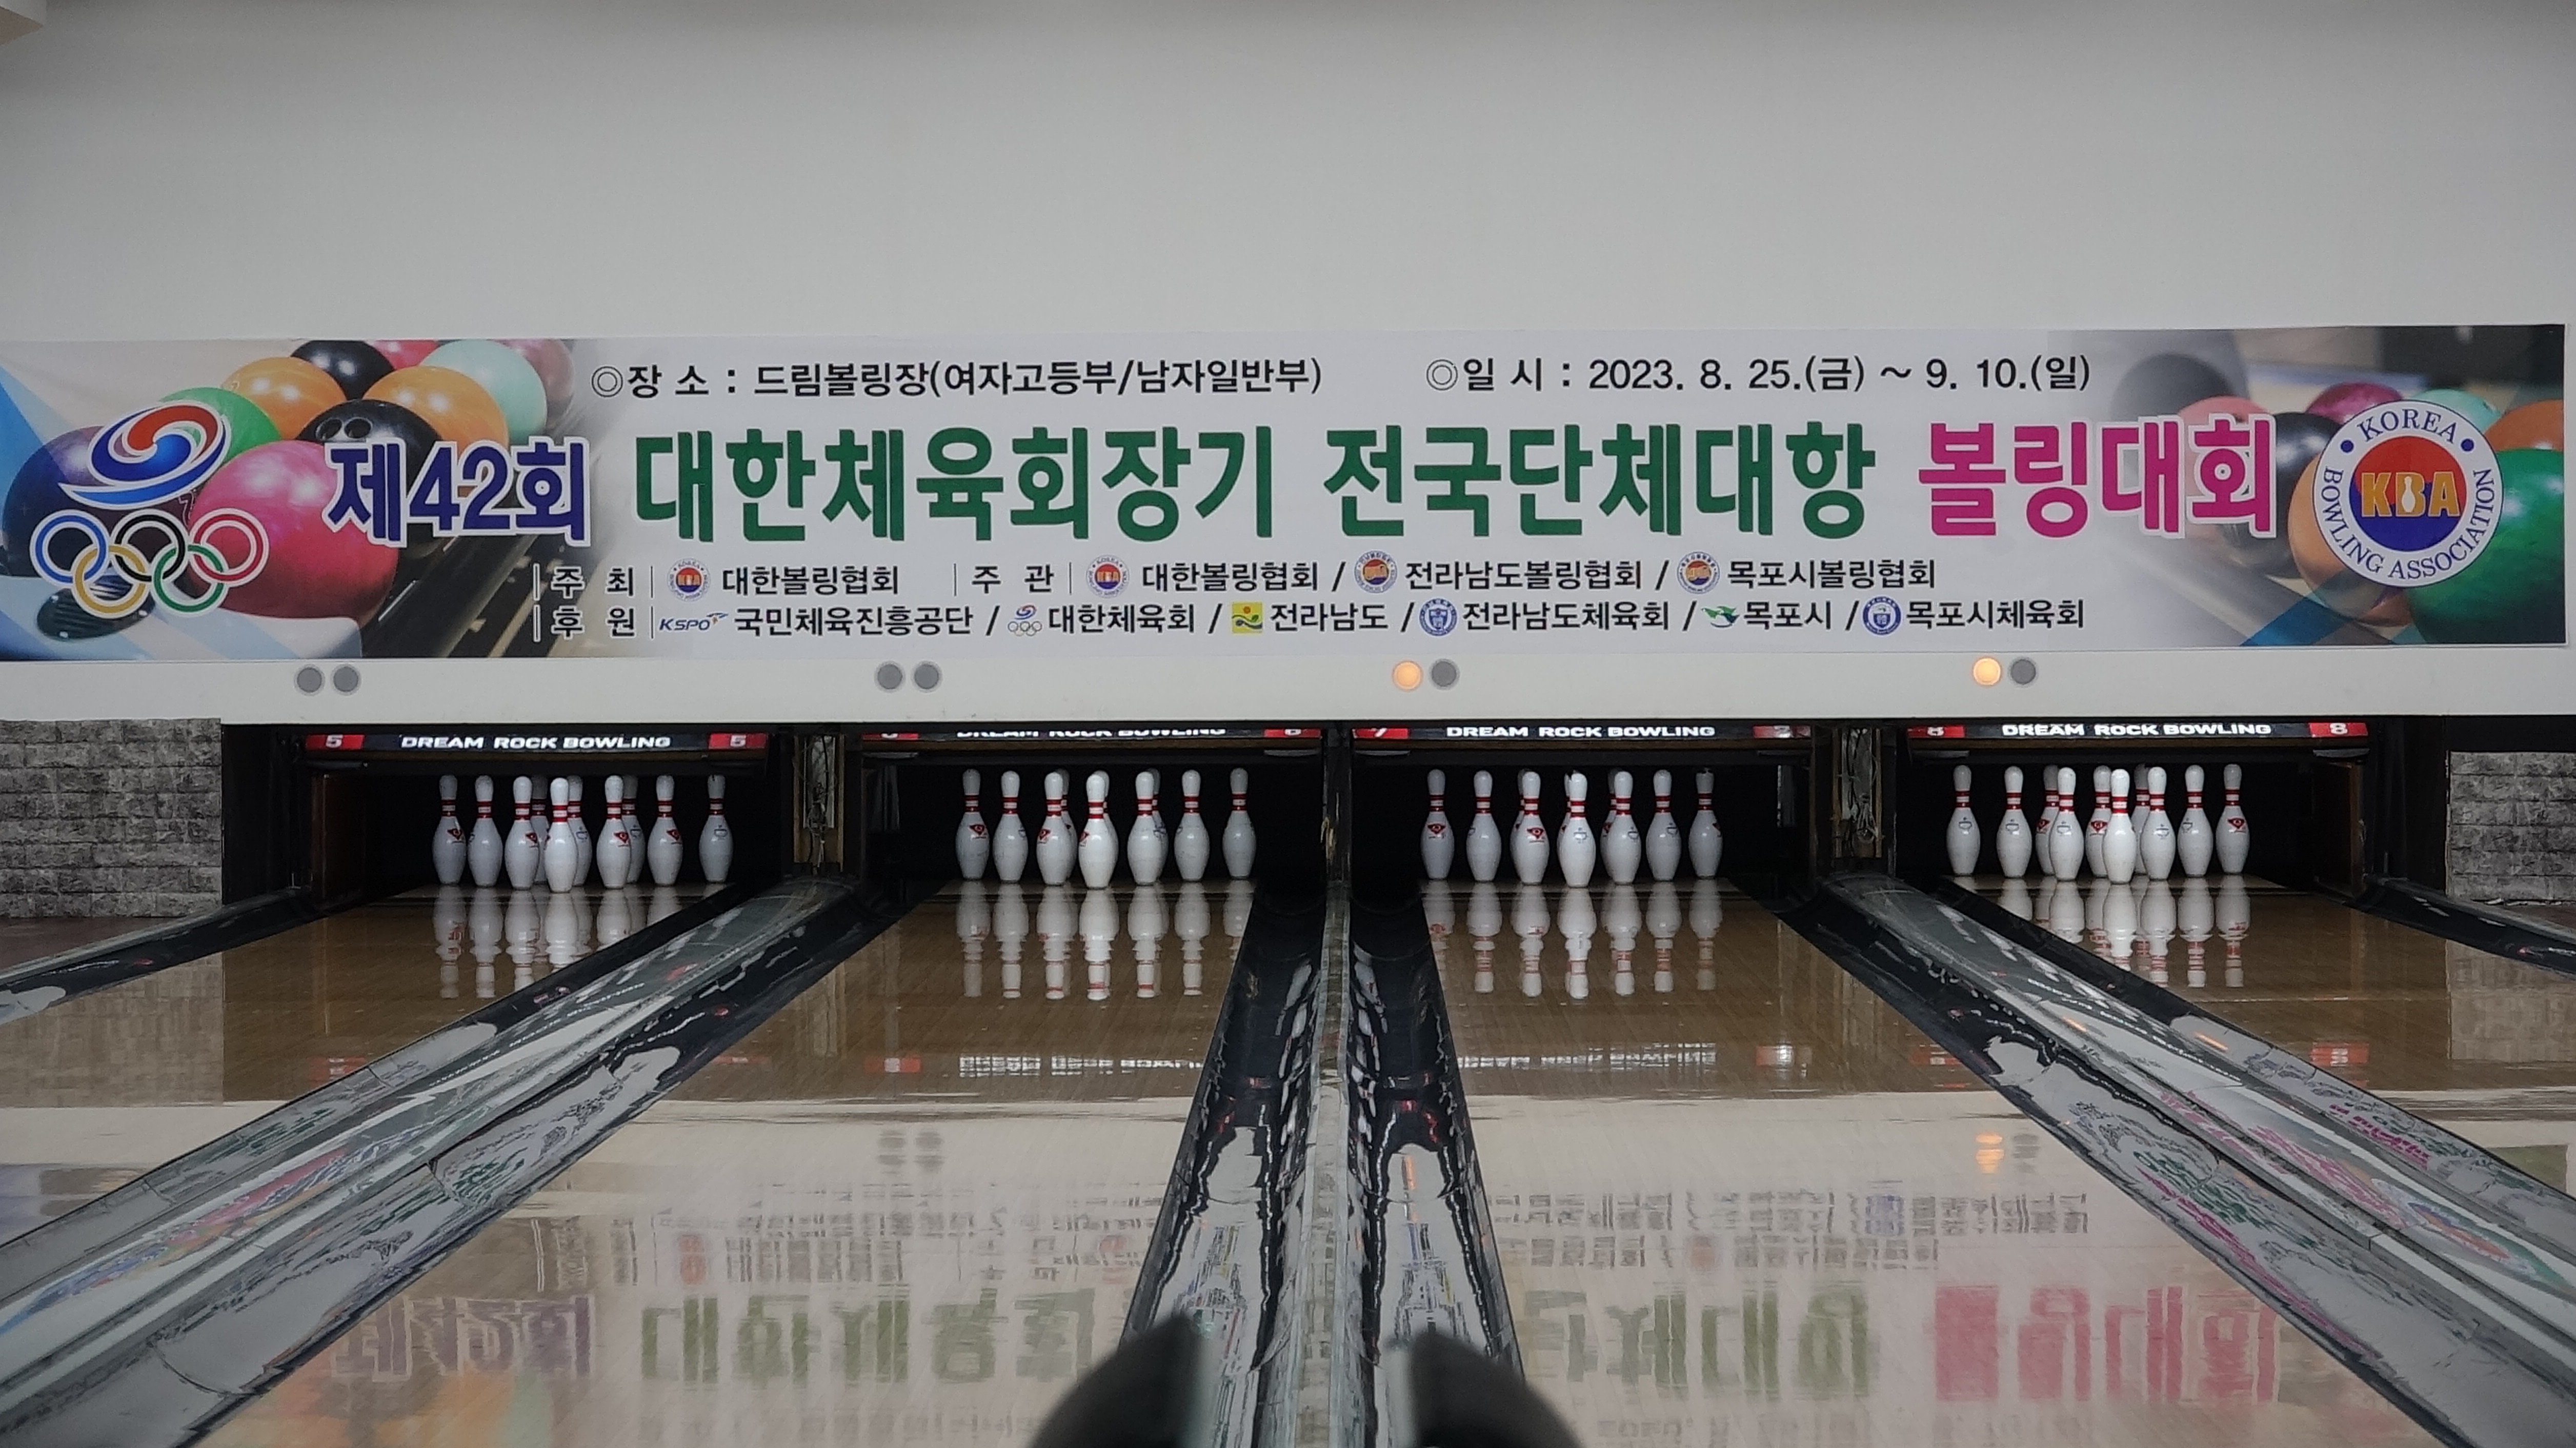 ◎장 소 : 드림볼링장(여자고등부/남자일반부) ◎일 시 : 2023. 8. 25.(금) ~ 9. 10.(일)
제42회 대한체육회장기 전국단체대항 볼링대회
KOREA BOWLING ASSOCIATION
KBA
주 최 대한볼링협회 주 관 대한볼링협회 / 전라남도볼링협회 / 목포시볼링협회
후 원 KSPO 국민체육진흥공단 / 대한체육회 / 전라남도 / 전라남도체육회 / 목포시 / 목포시체육회
5 DREAM ROCK BOWLING 5
DREAM ROCK BOWLING
7 DREAM ROCK BOWLING
8 DREAM ROCK BOWLING 8